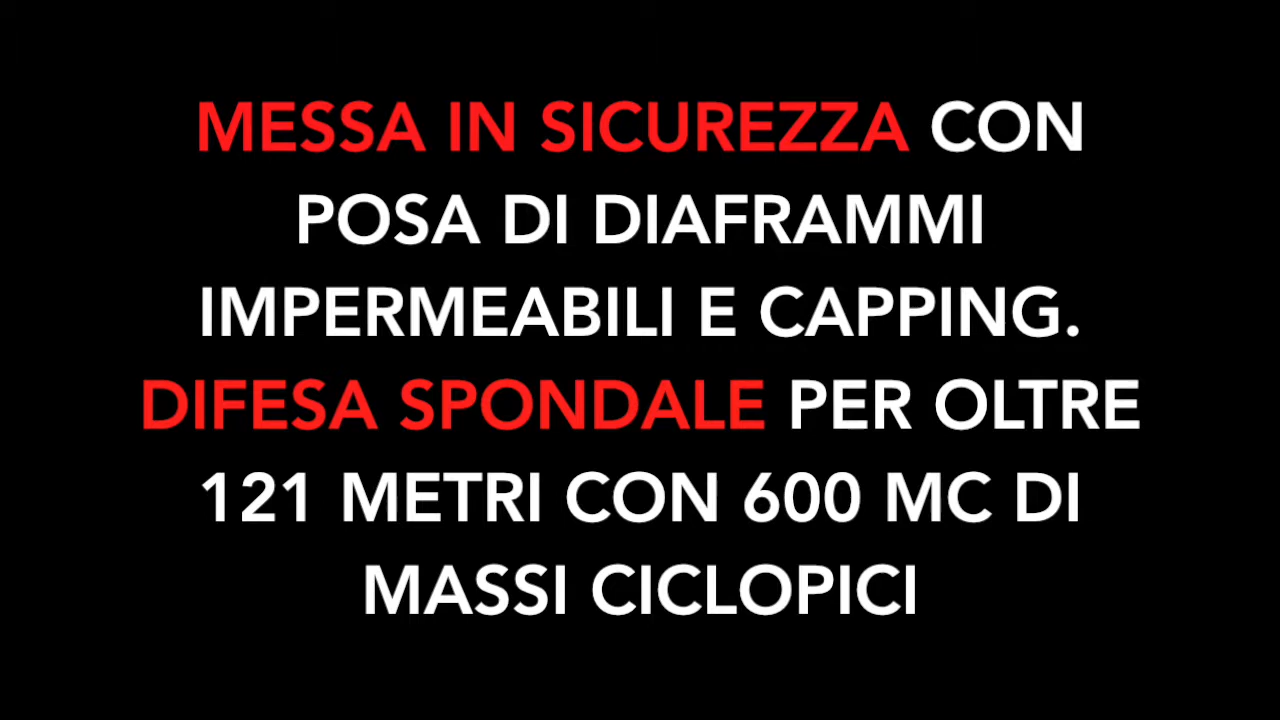 MESSA IN SICUREZZA CON
POSA DI DIAFRAMMI
IMPERMEABILI E CAPPING.
DIFESA SPONDALE PER OLTRE
121 METRI CON 600 MC DI
MASSI CICLOPICI